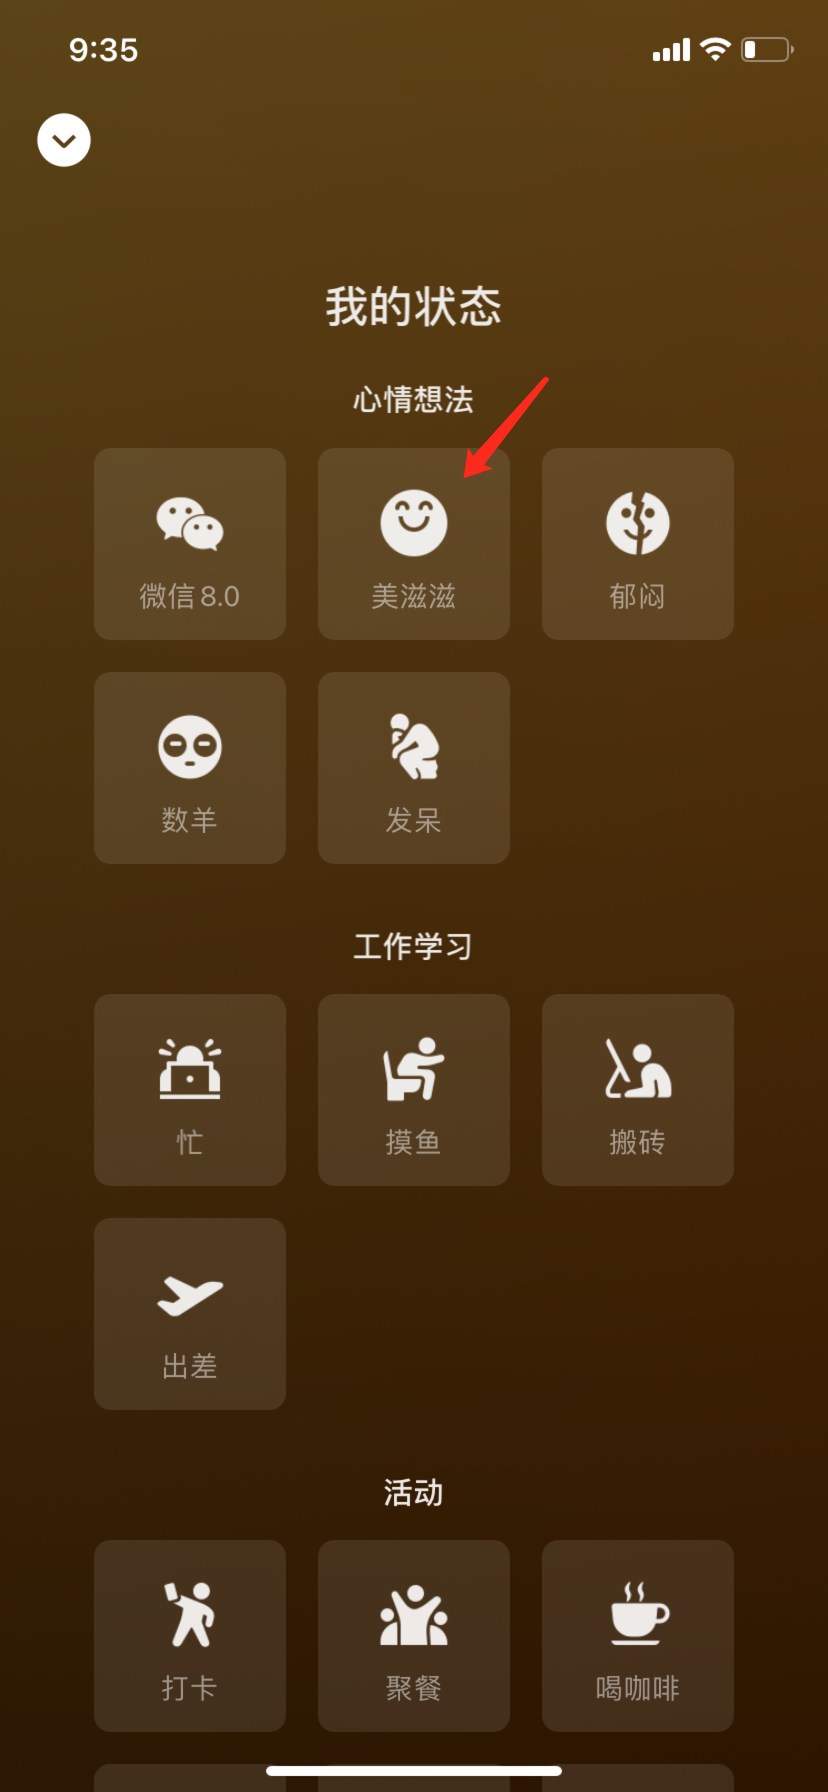 9:35
我的状态
心情想法
微信8.0
美滋滋
郁闷
数羊
发呆
工作学习
忙
摸鱼
搬砖
出差
活动
打卡
聚餐
喝咖啡